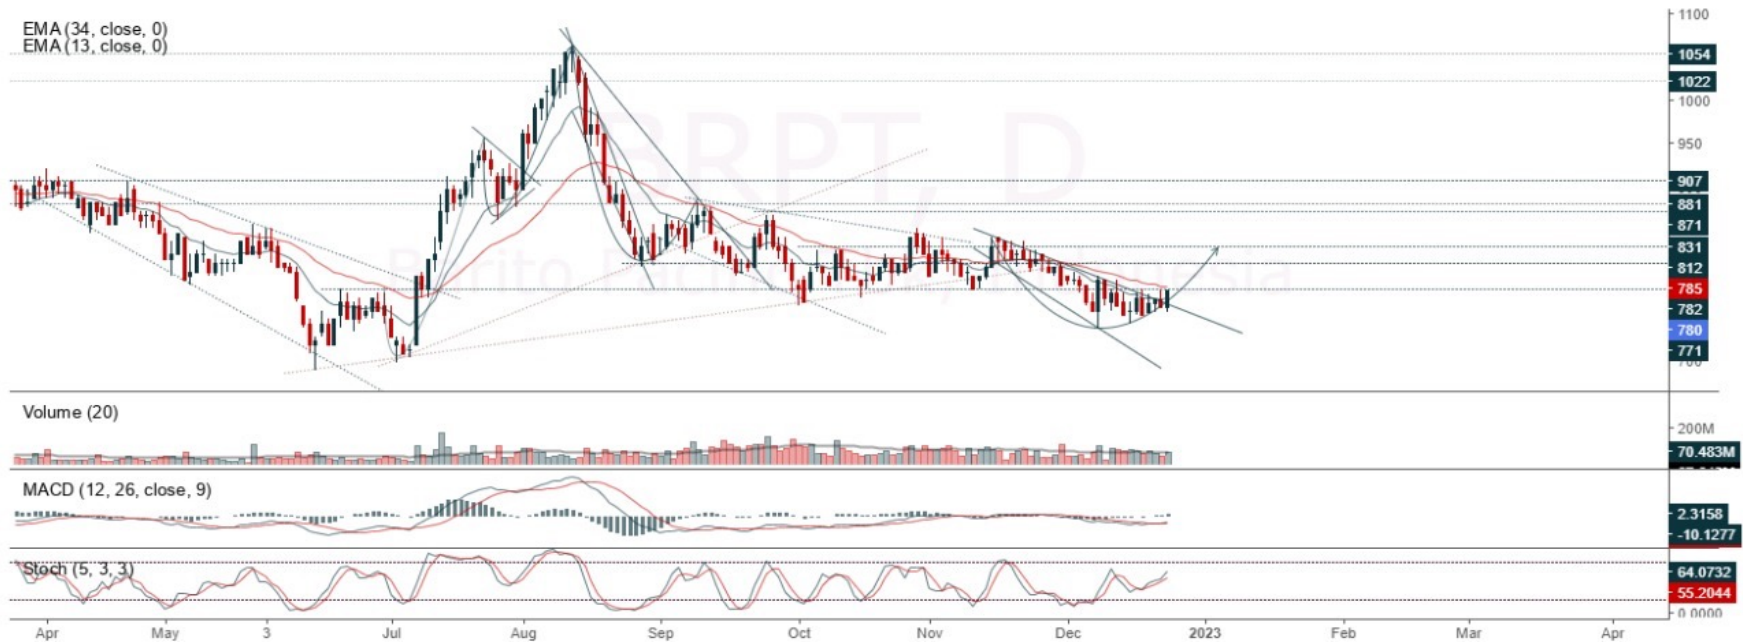 EMA (34, close, 0)
EMA (13, close, 0)
BRPT, D
1100
1054
1022
1000
950
907
881
871
831
812
785
782
780
771
Volume (20)
200M
70.483M
MACD (12, 26, close, 9)
2.3158
-10.1277
Stoch (5, 3, 3)
64.0732
55.2044
0.0000
Apr May 3 Jul Aug Sep Oct Nov Dec 2023 Feb Mar Apr